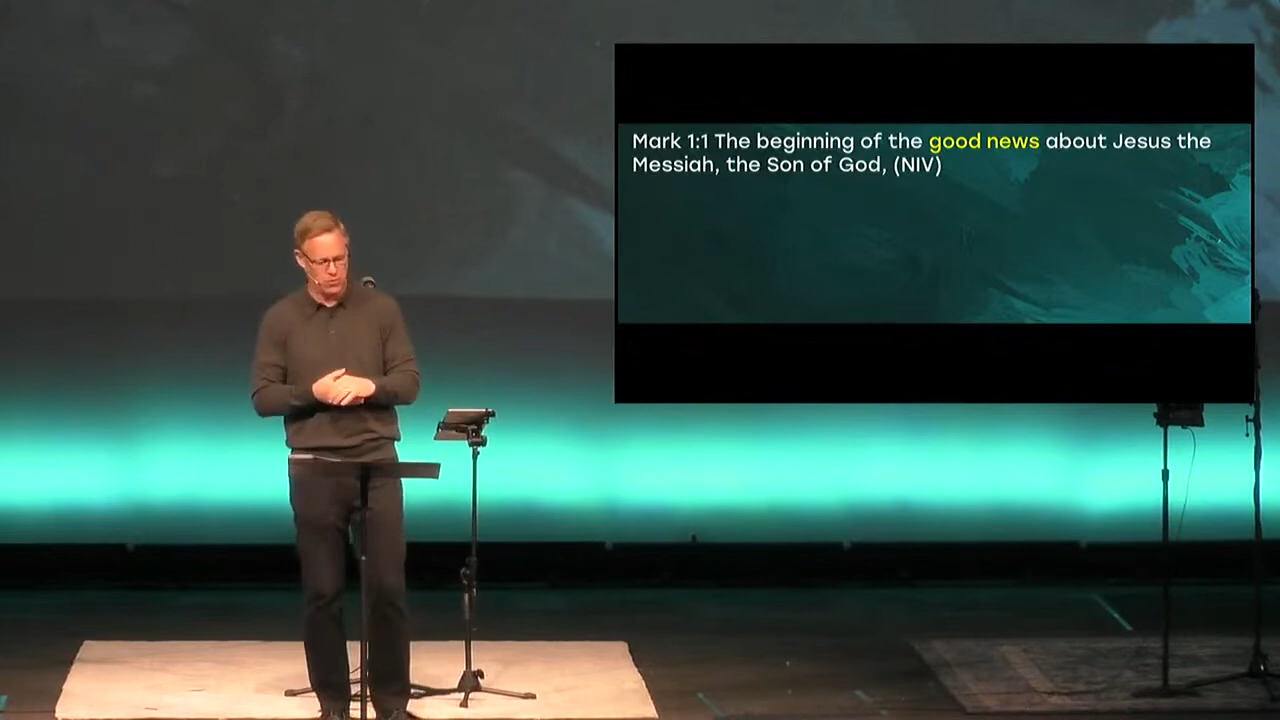 Mark 1:1 The beginning of the good news about Jesus the
Messiah, the Son of God, (NIV)